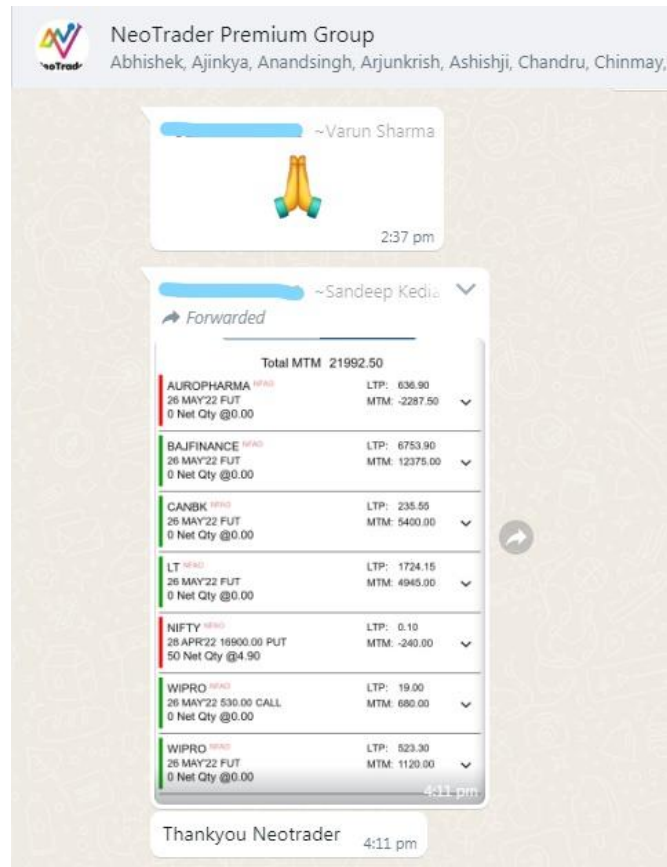 NeoTrader Premium Group
Abhishek, Ajinkya, Anandsingh, Arjunkrish, Ashishji, Chandru, Chinmay,
~Varun Sharma
2:37 pm
~Sandeep Kedia
Forwarded
Total MTM 21992.50
AUROPHARMA NFAO LTP: 636.90
26 MAY'22 FUT MTM: -2287.50
0 Net Qty @0.00
BAJFINANCE NFAO LTP: 6753.90
26 MAY'22 FUT MTM: 12375.00
0 Net Qty @0.00
CANBK NFAO LTP: 235.55
26 MAY'22 FUT MTM: 5400.00
0 Net Qty @0.00
LT NFAO LTP: 1724.15
26 MAY'22 FUT MTM: 4945.00
0 Net Qty @0.00
NIFTY NFAO LTP: 0.10
28 APR'22 16900.00 PUT MTM: -240.00
50 Net Qty @4.90
WIPRO NFAO LTP: 19.00
26 MAY'22 530.00 CALL MTM: 680.00
0 Net Qty @0.00
WIPRO NFAO LTP: 523.30
26 MAY'22 FUT MTM: 1120.00
0 Net Qty @0.00
4:11 pm
Thankyou Neotrader 4:11 pm